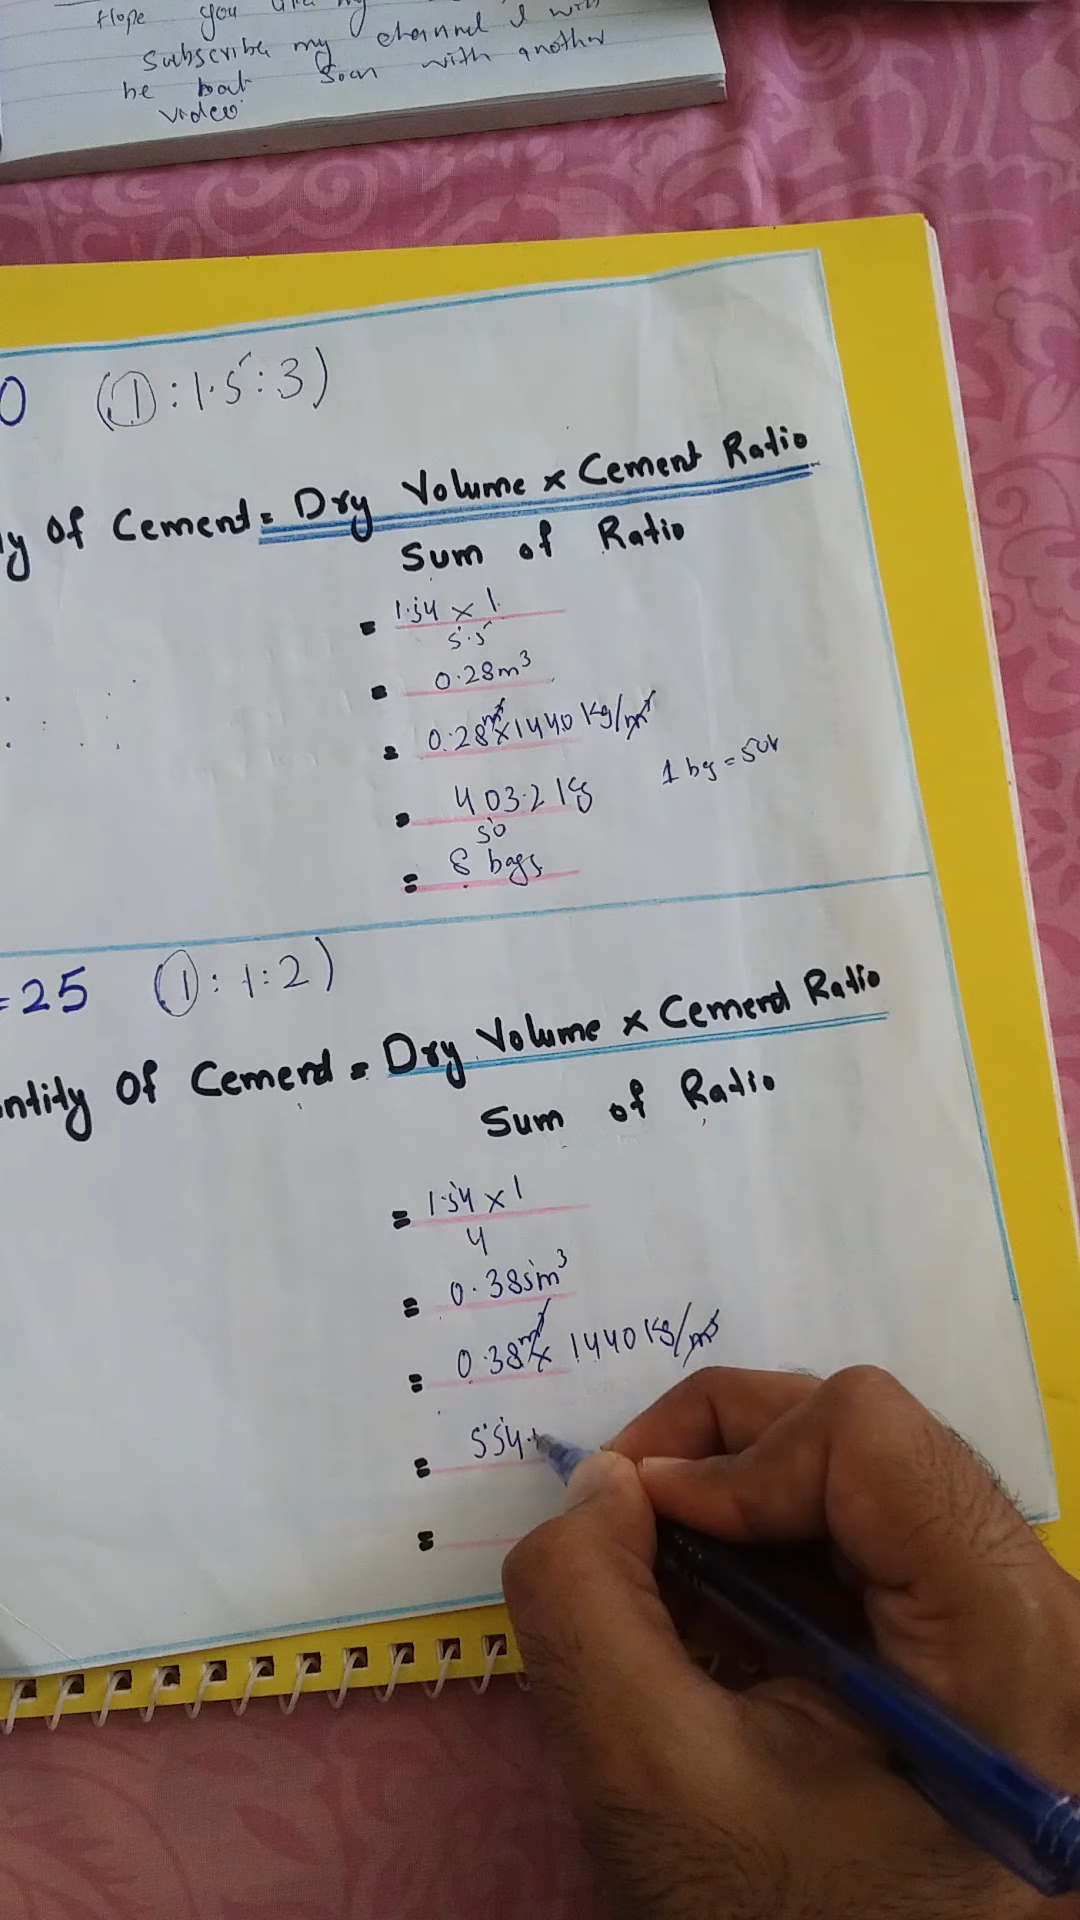 Hope you
Subscribe my channel I will
be bat soon with another
video
0 (1 : 1.5 : 3)
ty Of Cement = Dry Volume × Cement Ratio
Sum of Ratio
= 1.54 × 1
5.5
= 0.28m³
= 0.28m³ × 1440 Kg/m³
= 403.2 Kg 1 bg = 50k
50
= 8 bags
= 25 (1 : 1 : 2)
ntity Of Cement = Dry Volume × Cement Ratio
Sum of Ratio
= 1.54 × 1
4
= 0.385m³
= 0.38m³ × 1440 Kg/m³
= 554.
=